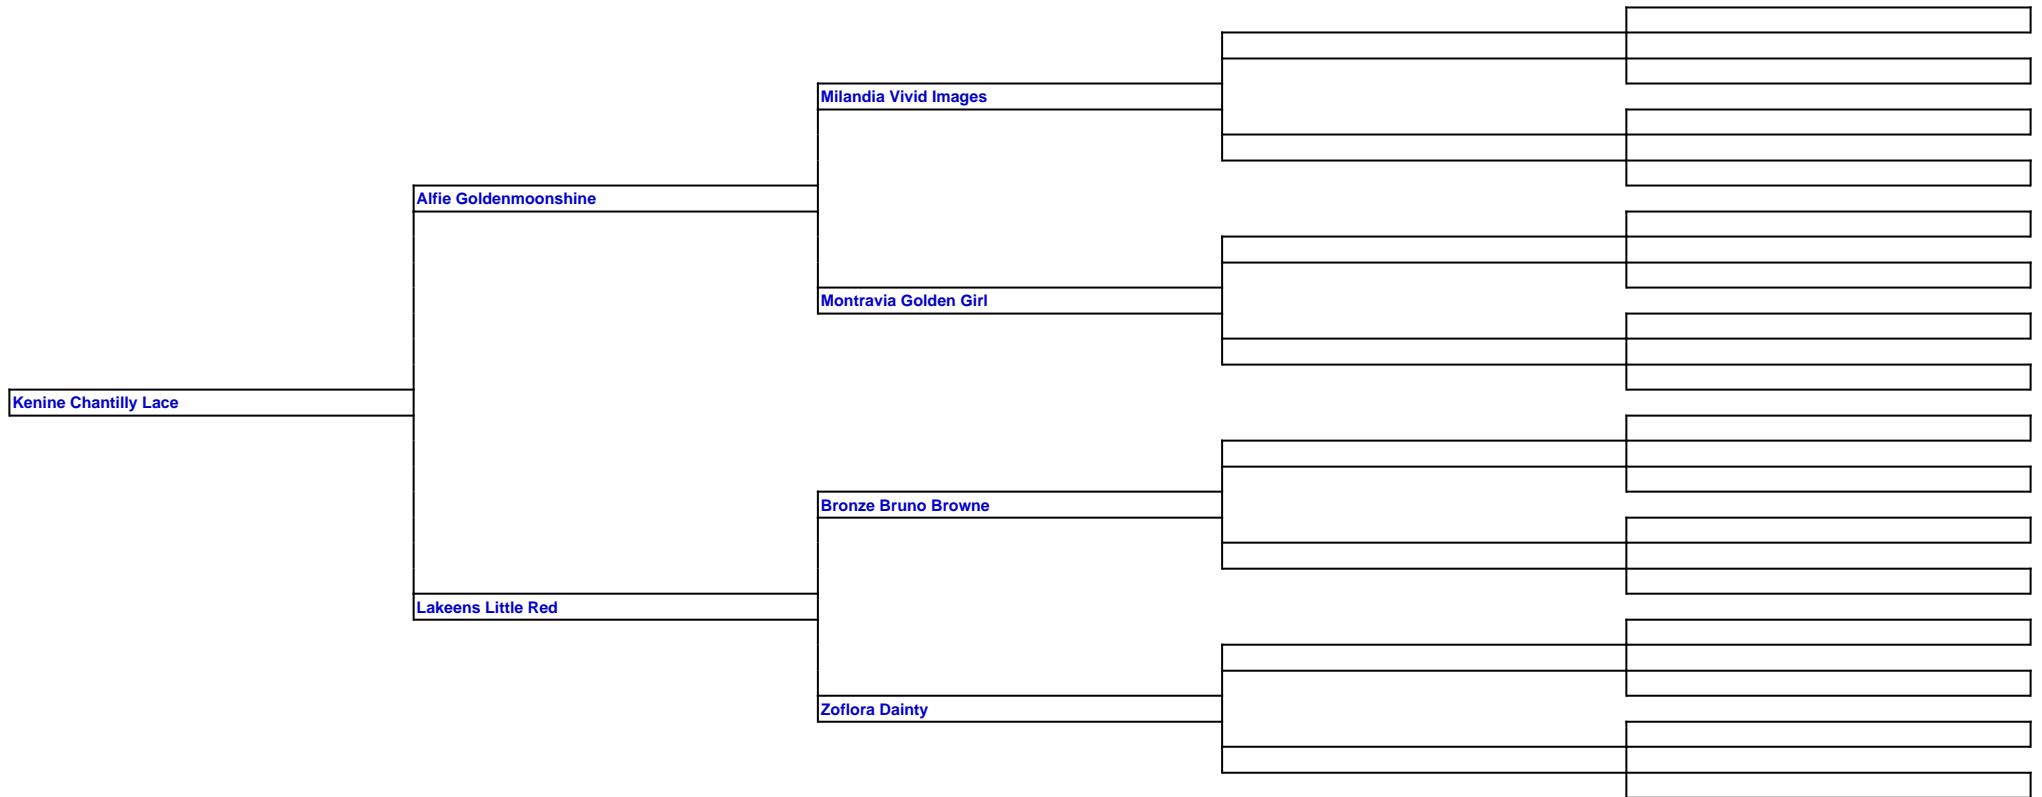 Milandia Vivid Images
Alfie Goldenmoonshine
Montravia Golden Girl
Kenine Chantilly Lace
Bronze Bruno Browne
Lakeens Little Red
Zoflora Dainty